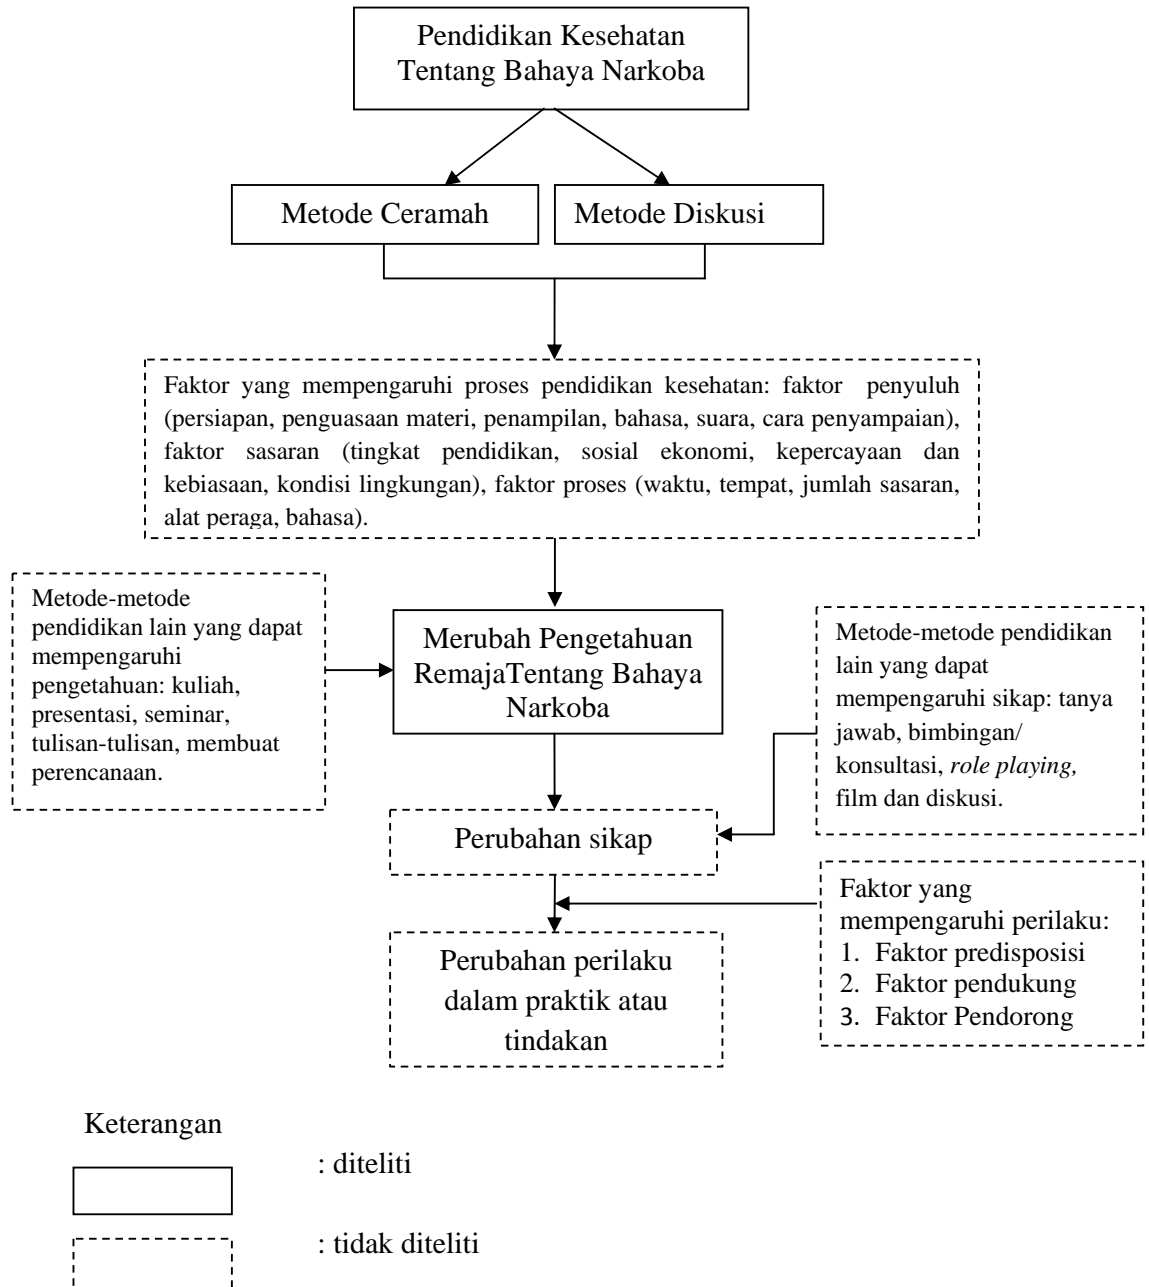 Pendidikan Kesehatan
Tentang Bahaya Narkoba
Metode Ceramah
Metode Diskusi
Faktor yang mempengaruhi proses pendidikan kesehatan: faktor penyuluh
(persiapan, penguasaan materi, penampilan, bahasa, suara, cara penyampaian),
faktor sasaran (tingkat pendidikan, sosial ekonomi, kepercayaan dan
kebiasaan, kondisi lingkungan), faktor proses (waktu, tempat, jumlah sasaran,
alat peraga, bahasa).
Metode-metode
pendidikan lain yang dapat
mempengaruhi
pengetahuan: kuliah,
presentasi, seminar,
tulisan-tulisan, membuat
perencanaan.
Merubah Pengetahuan
RemajaTentang Bahaya
Narkoba
Metode-metode pendidikan
lain yang dapat
mempengaruhi sikap: tanya
jawab, bimbingan/
konsultasi, role playing,
film dan diskusi.
Perubahan sikap
Faktor yang
mempengaruhi perilaku:
1. Faktor predisposisi
2. Faktor pendukung
3. Faktor Pendorong
Perubahan perilaku
dalam praktik atau
tindakan
Keterangan
: diteliti
: tidak diteliti